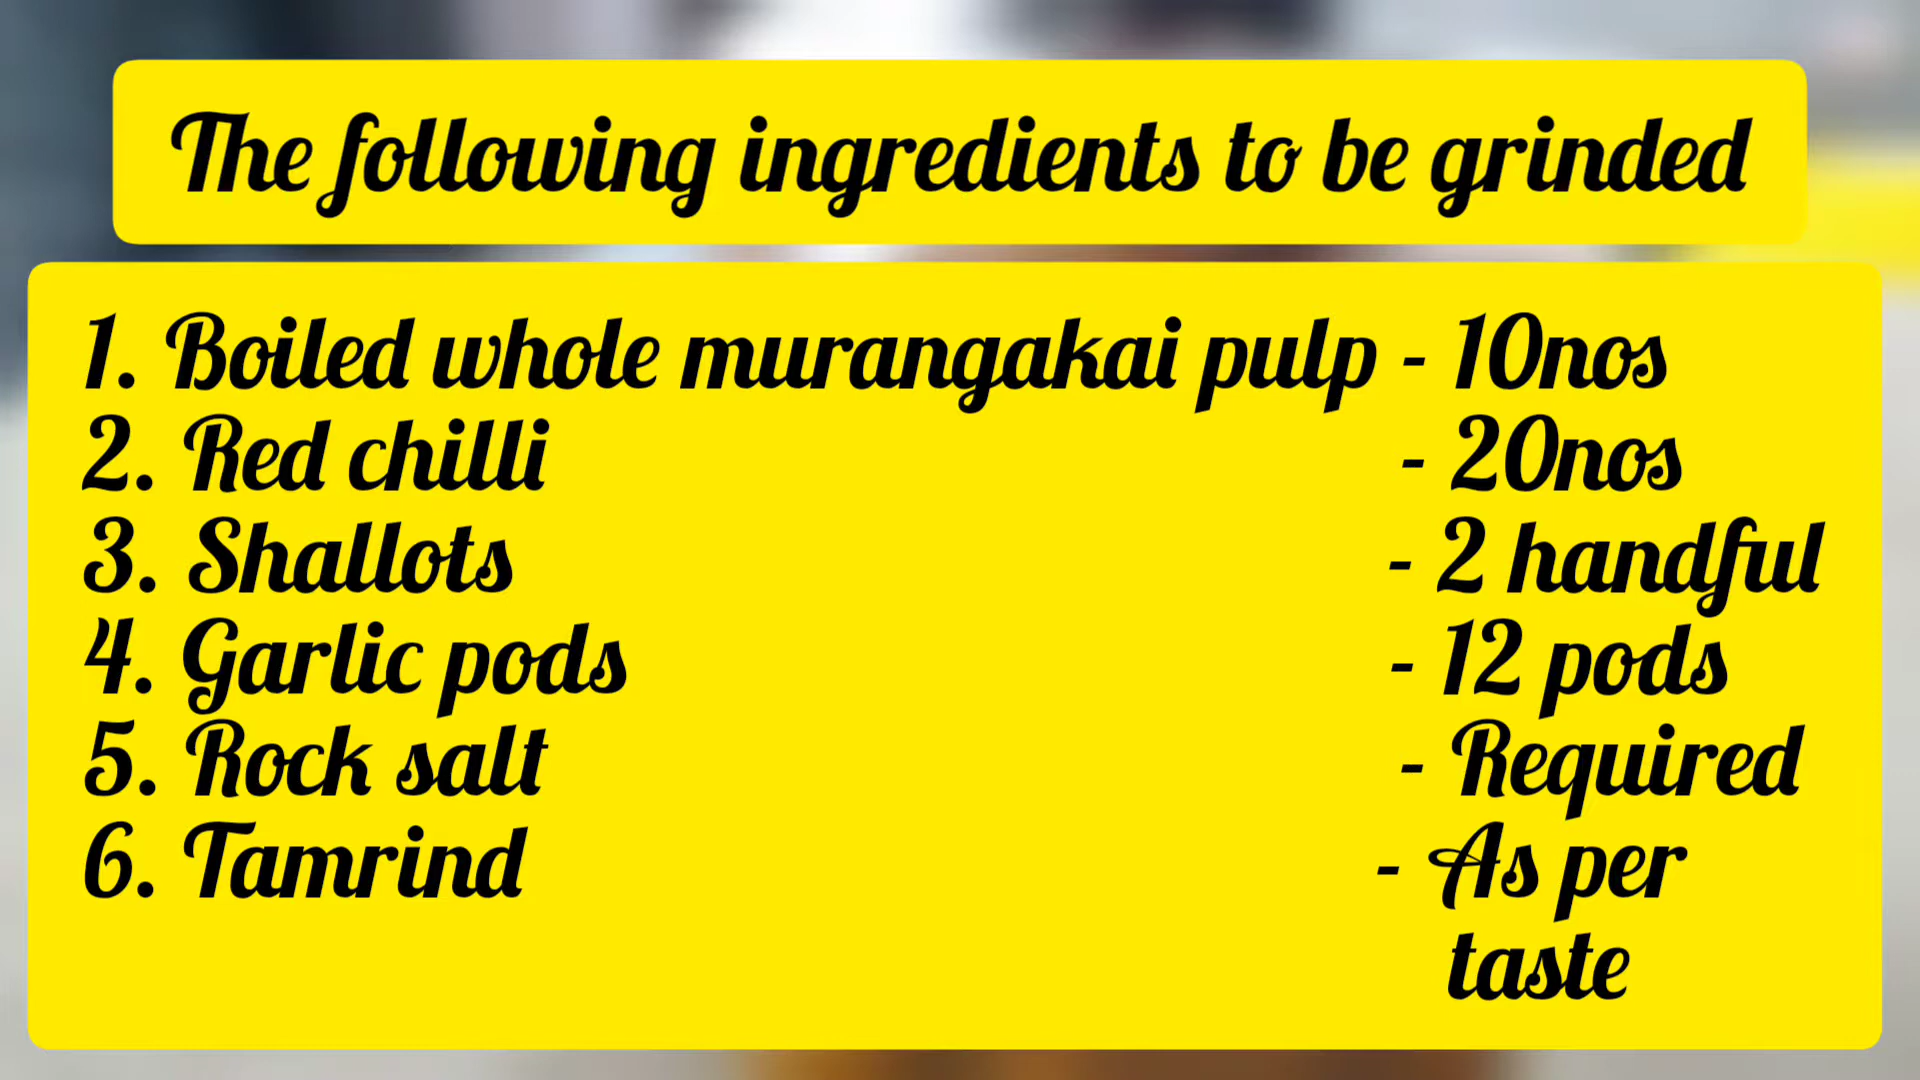 The following ingredients to be grinded
1. Boiled whole murangakai pulp - 10nos
2. Red chilli - 20nos
3. Shallots - 2 handful
4. Garlic pods - 12 pods
5. Rock salt - Required
6. Tamrind - As per
taste